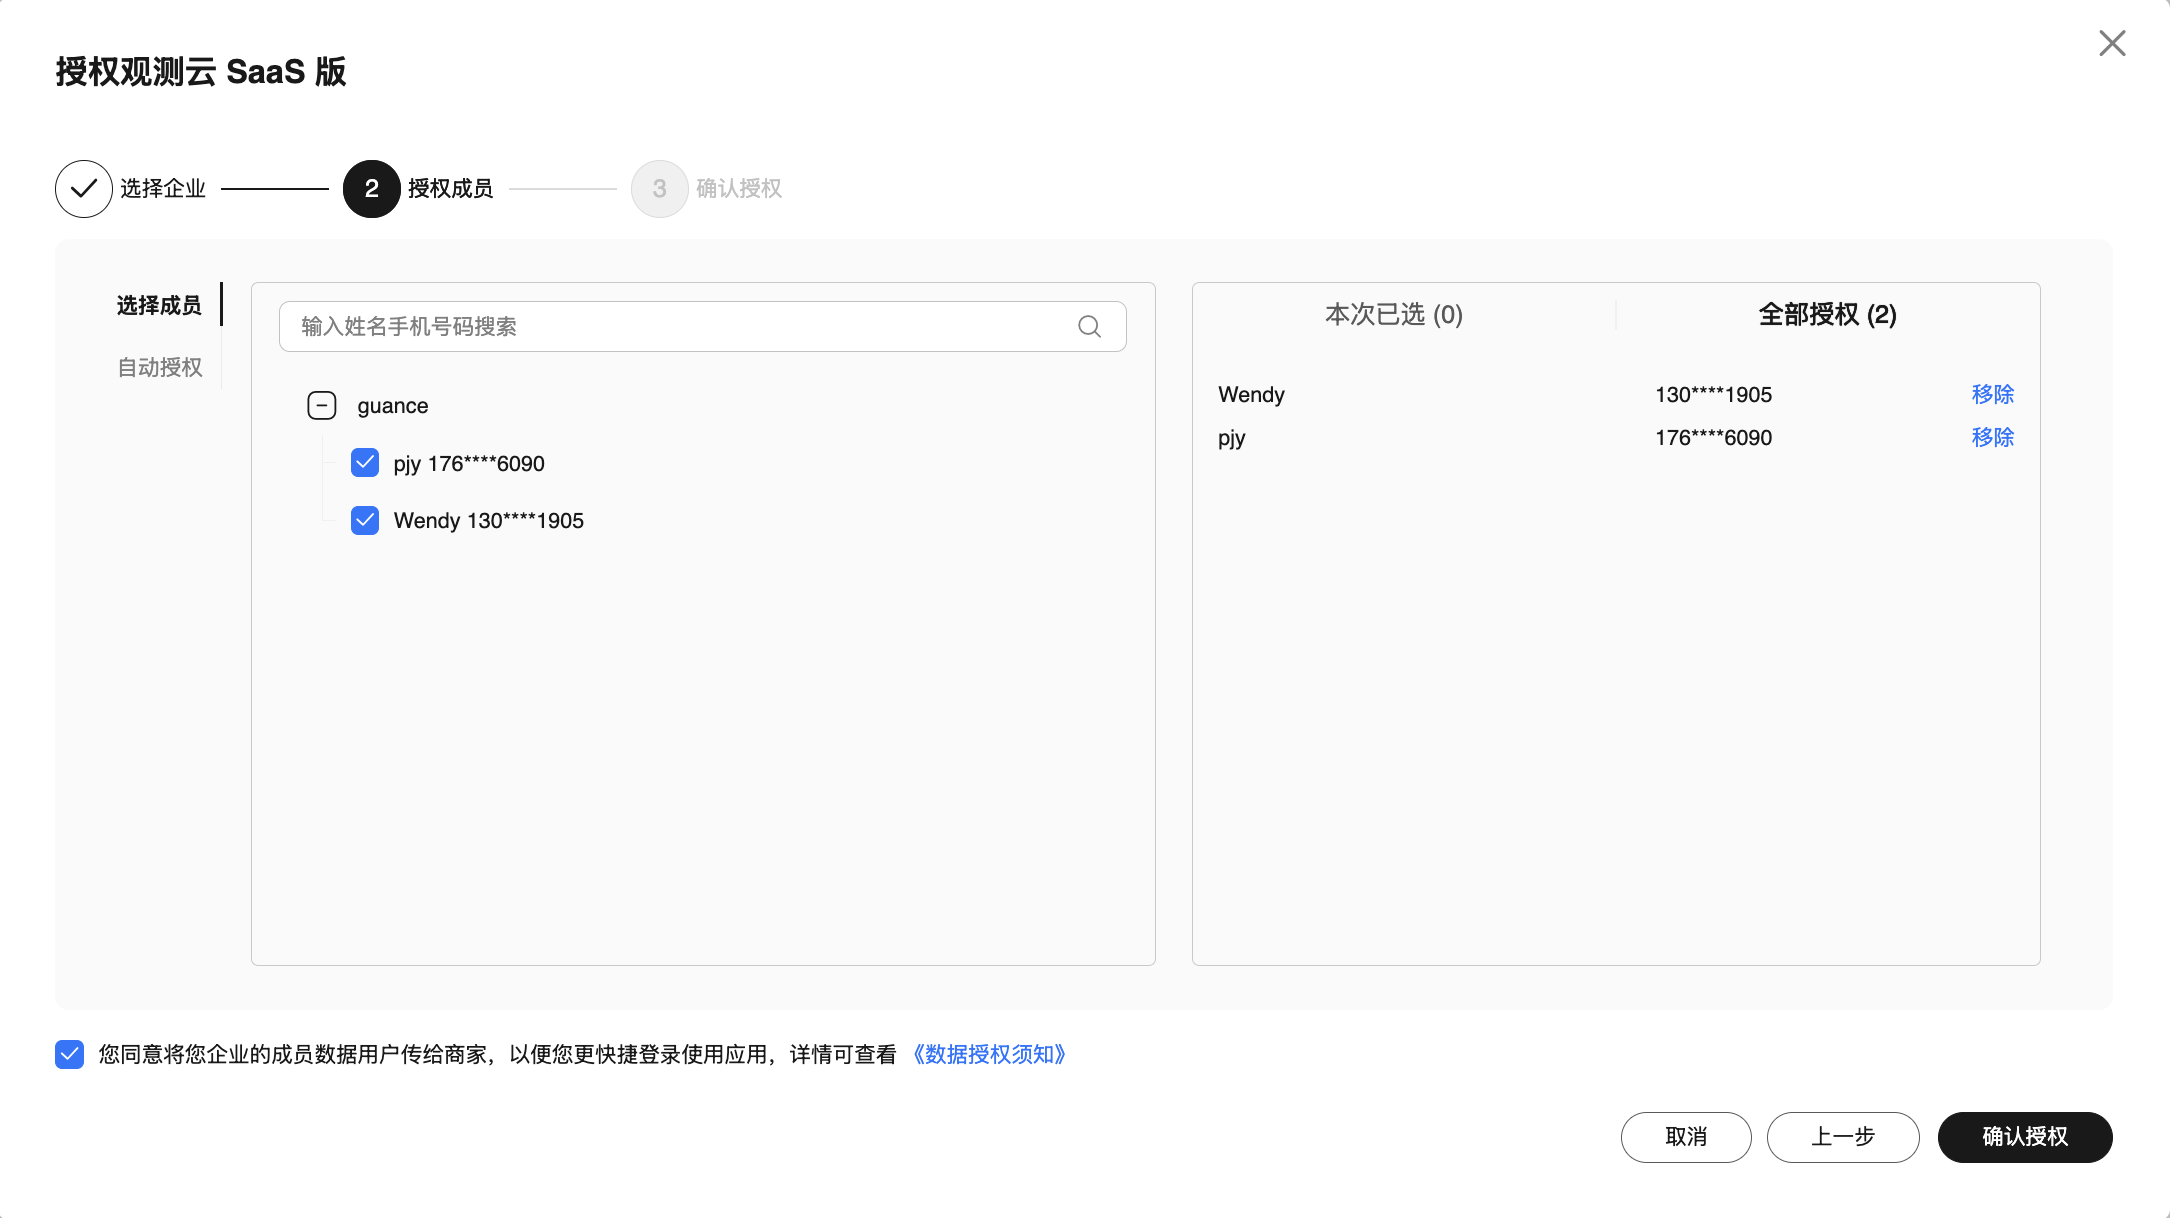 授权观测云 SaaS 版
选择企业
2 授权成员
3 确认授权
选择成员
自动授权
输入姓名手机号码搜索
guance
pjy 176****6090
Wendy 130****1905
本次已选 (0)
全部授权 (2)
Wendy 130****1905 移除
pjy 176****6090 移除
您同意将您企业的成员数据用户传给商家，以便您更快捷登录使用应用，详情可查看 《数据授权须知》
取消
上一步
确认授权